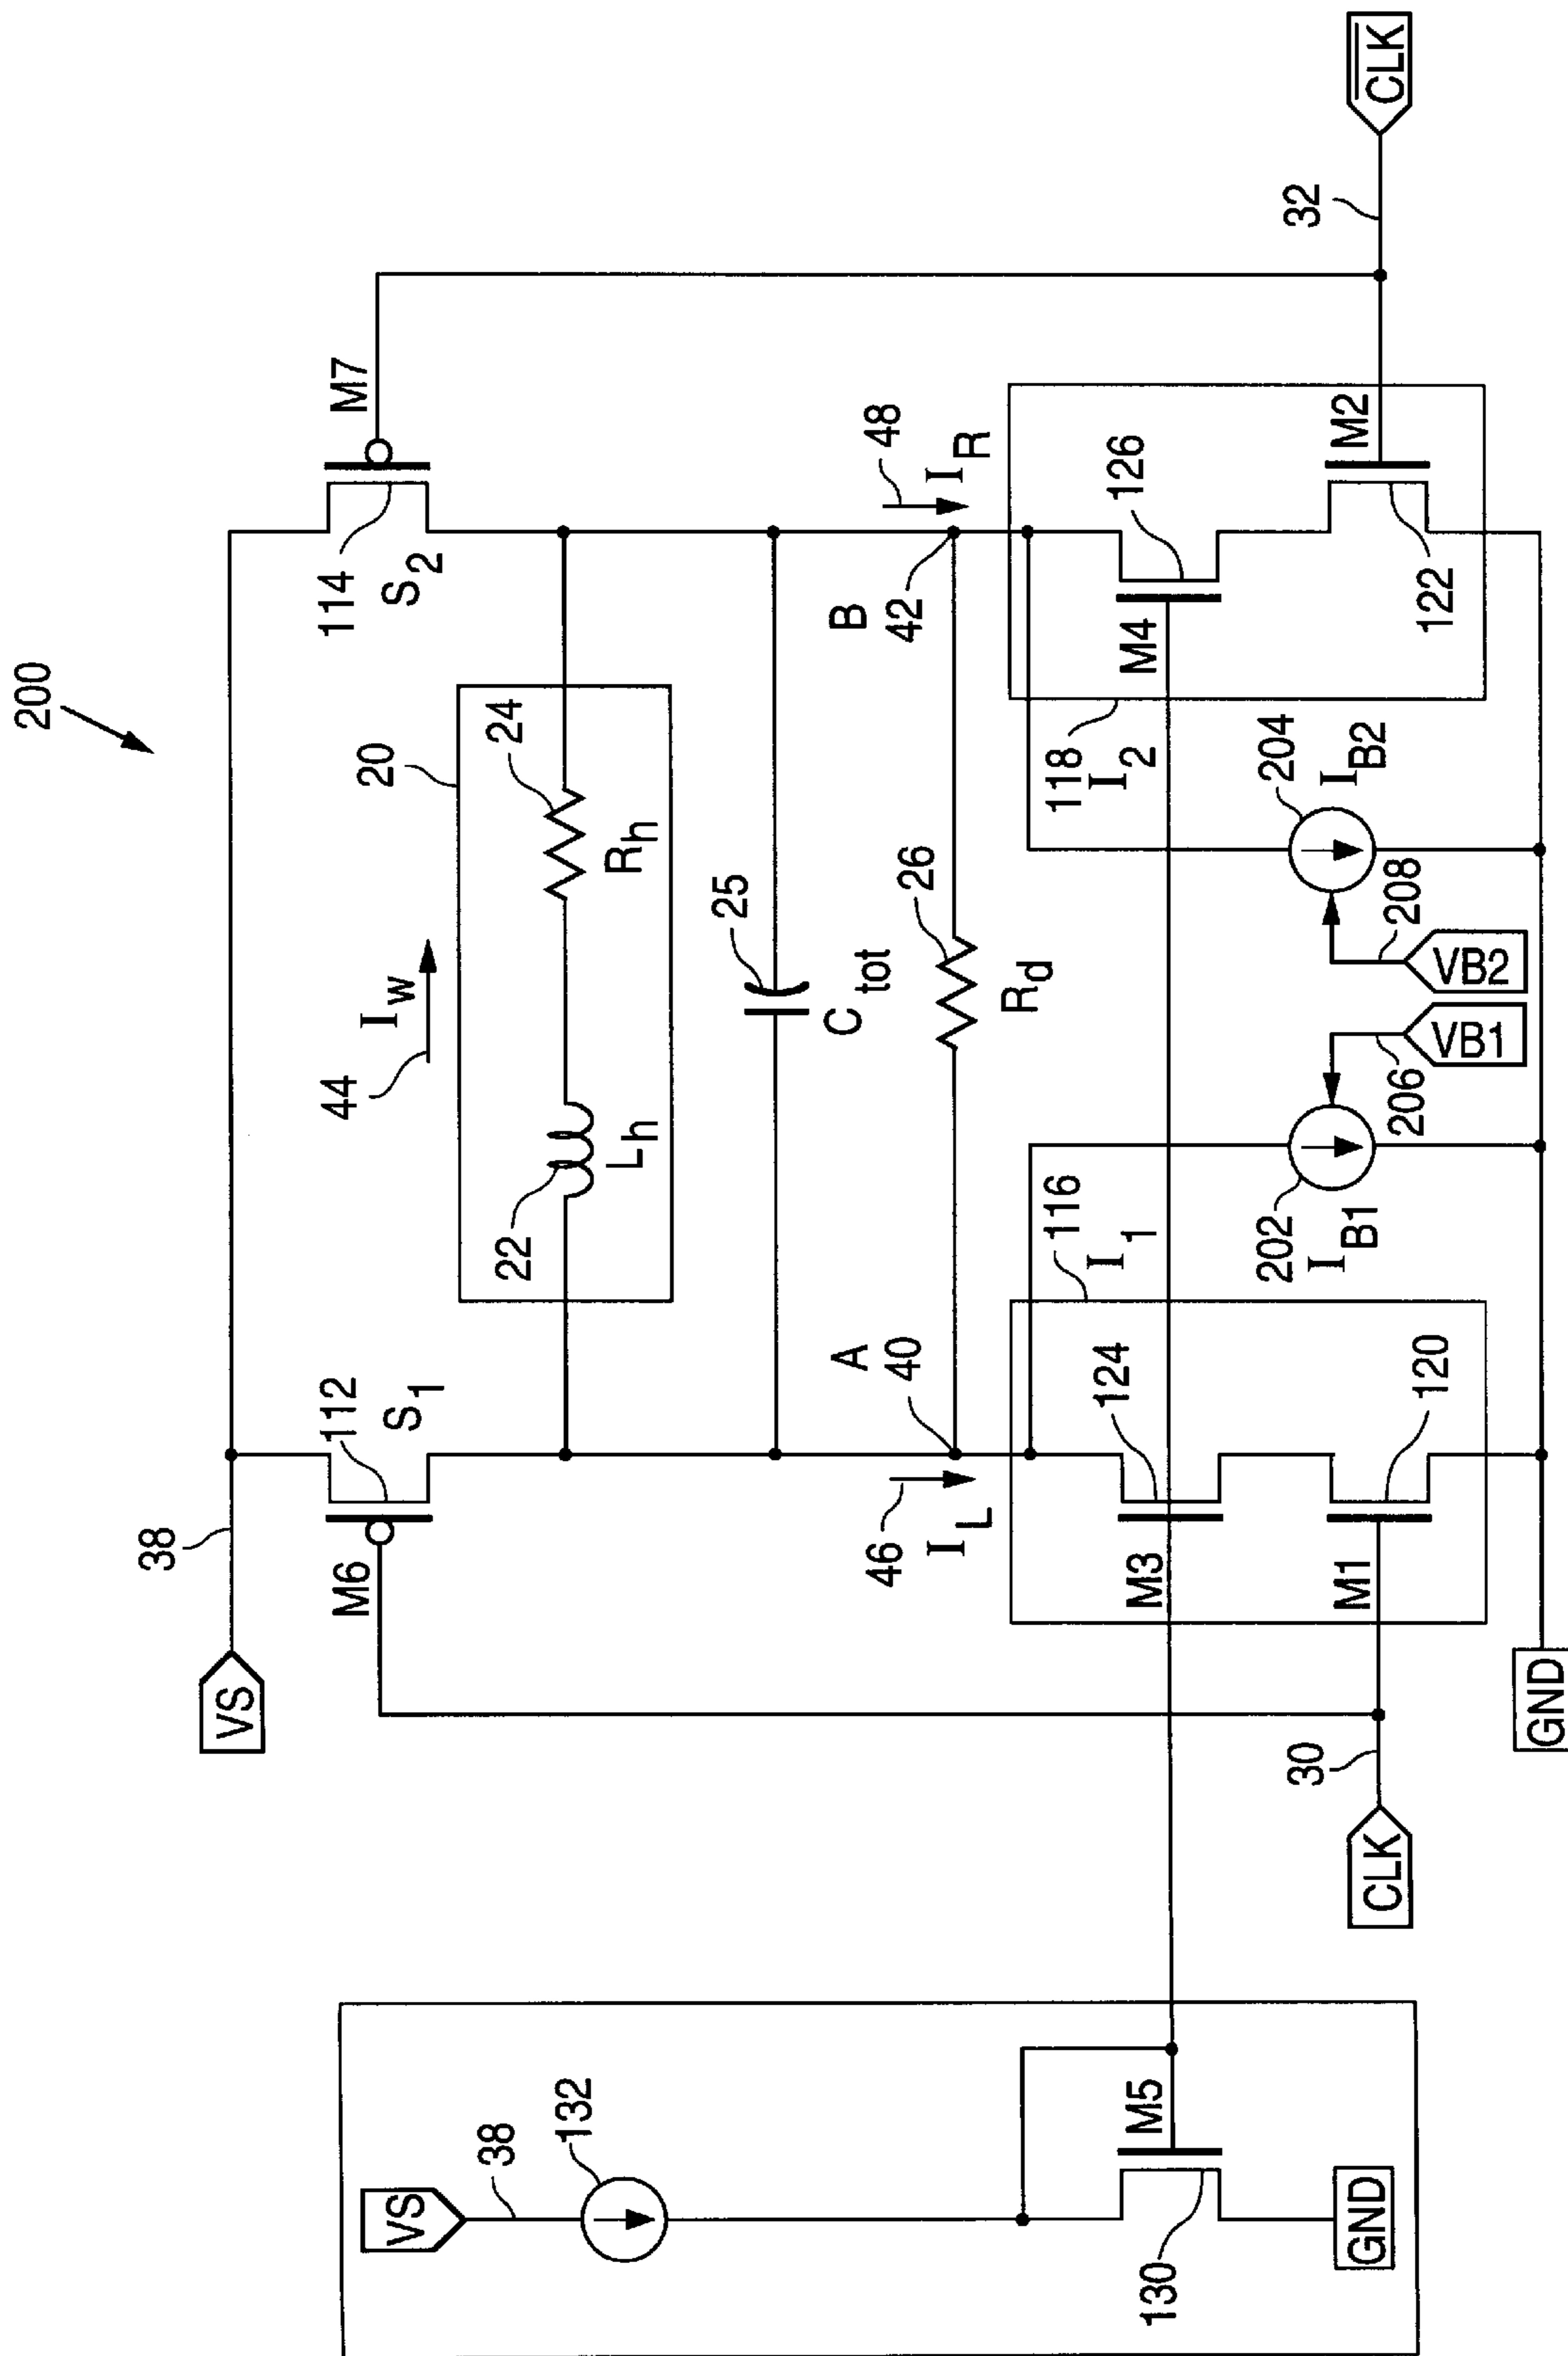 200
VS
38
M6
112
S1
114
S2
M7
44
Iw
20
22
Lh
24
Rh
25
Ctot
A
40
B
42
26
Rd
46
IL
48
IR
VS
38
132
M5
130
GND
116
I1
M3
124
M1
120
202
IB1
206
VB1
204
IB2
208
VB2
118
I2
M4
126
M2
122
CLK
30
32
C̅L̅K̅
GND